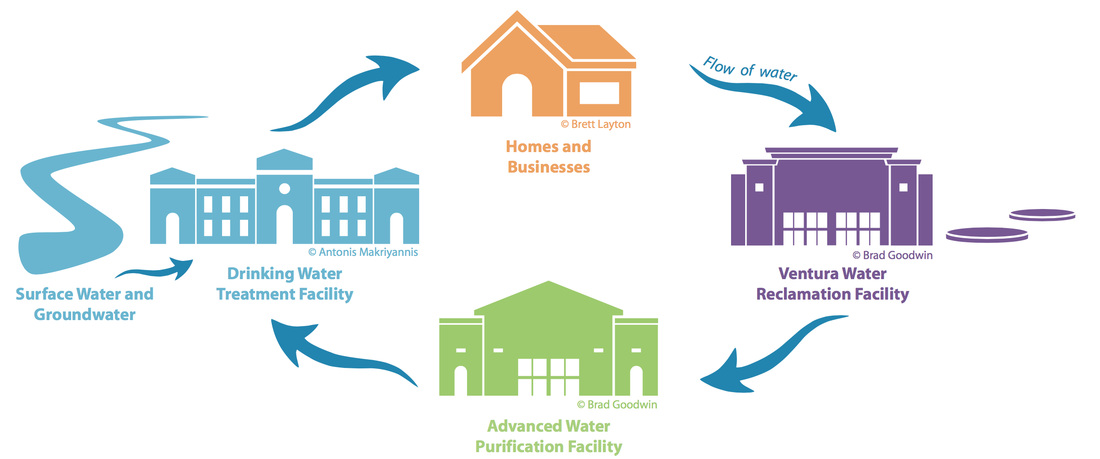 Flow of water
© Brett Layton
Homes and
Businesses
© Antonis Makriyannis
Drinking Water
Treatment Facility
Surface Water and
Groundwater
© Brad Goodwin
Ventura Water
Reclamation Facility
© Brad Goodwin
Advanced Water
Purification Facility